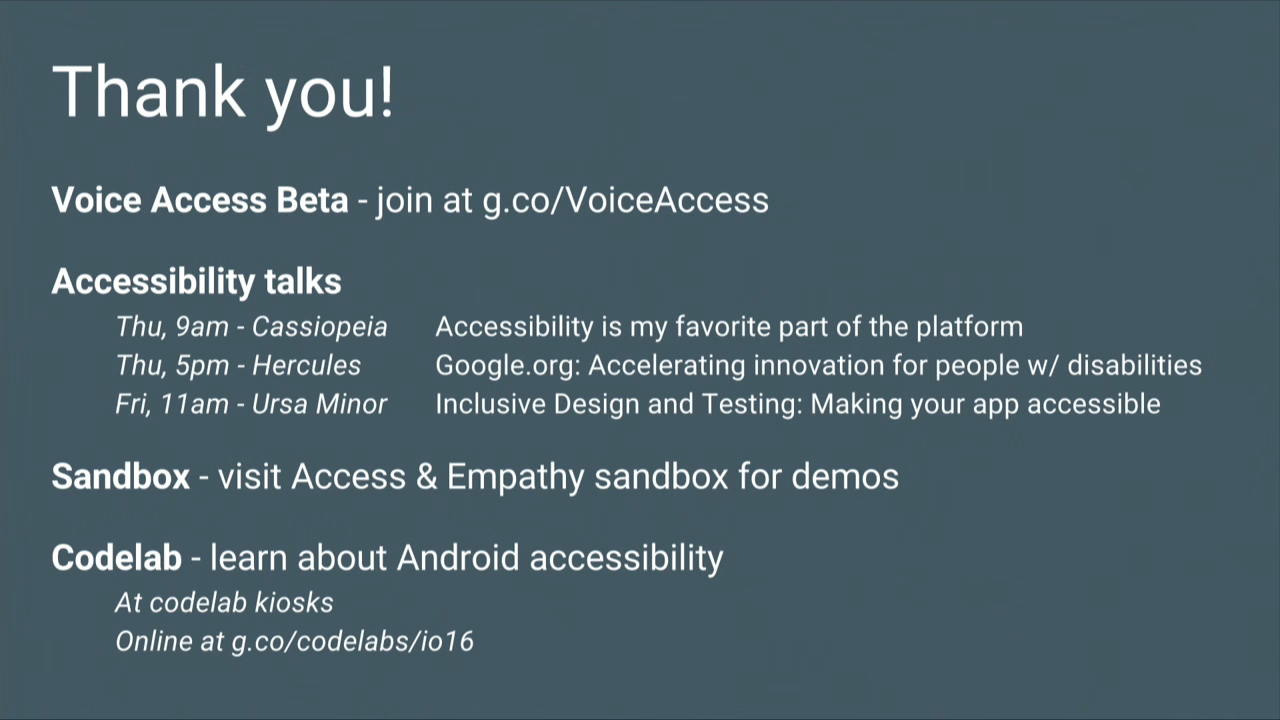 Thank you!
Voice Access Beta - join at g.co/VoiceAccess
Accessibility talks
Thu, 9am - Cassiopeia Accessibility is my favorite part of the platform
Thu, 5pm - Hercules Google.org: Accelerating innovation for people w/ disabilities
Fri, 11am - Ursa Minor Inclusive Design and Testing: Making your app accessible
Sandbox - visit Access & Empathy sandbox for demos
Codelab - learn about Android accessibility
At codelab kiosks
Online at g.co/codelabs/io16